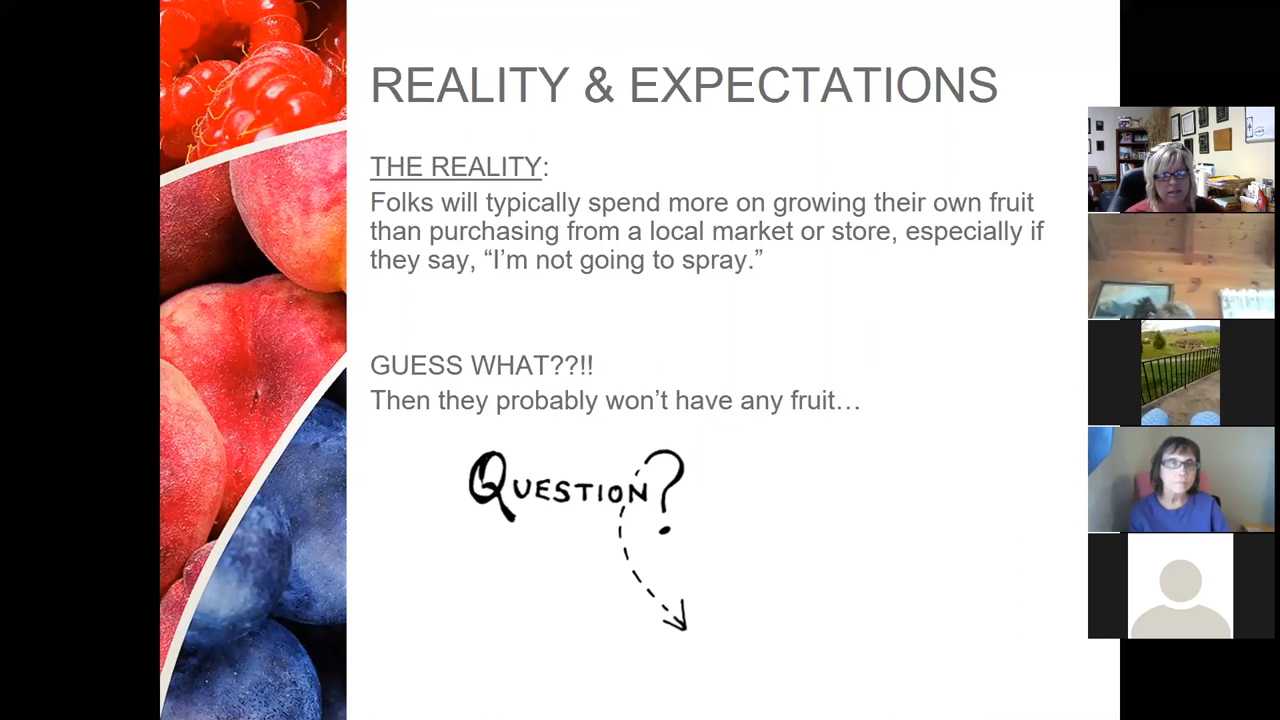 REALITY & EXPECTATIONS
THE REALITY:
Folks will typically spend more on growing their own fruit
than purchasing from a local market or store, especially if
they say, “I’m not going to spray.”
GUESS WHAT??!!
Then they probably won’t have any fruit…
QUESTION?